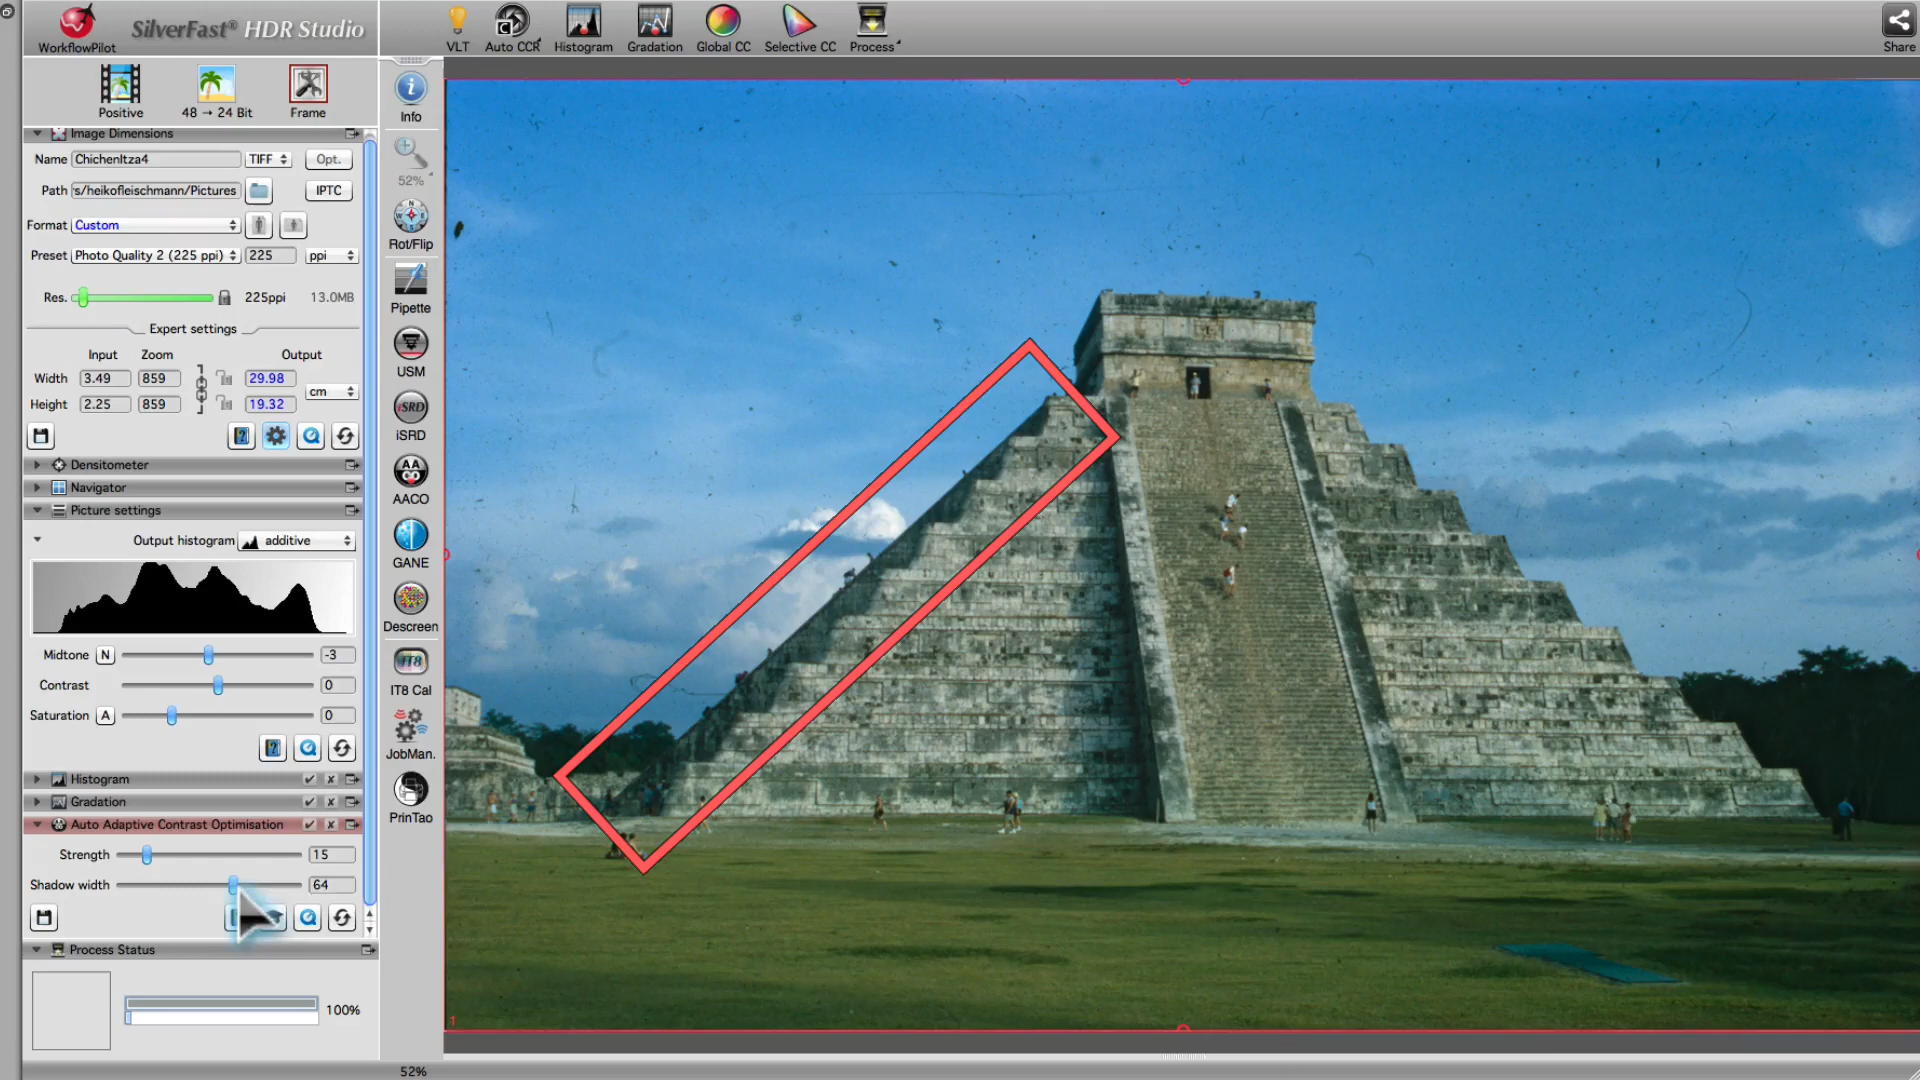 WorkflowPilot
SilverFast® HDR Studio
VLT
Auto CCR
Histogram
Gradation
Global CC
Selective CC
Process
Share
Positive
48 → 24 Bit
Frame
Image Dimensions
Name ChichenItza4 TIFF Opt.
Path 's/heikofleischmann/Pictures IPTC
Format Custom
Preset Photo Quality 2 (225 ppi) 225 ppi
Res. 225ppi 13.0MB
Expert settings
Input Zoom Output
Width 3.49 859 29.98
cm
Height 2.25 859 19.32
Densitometer
Navigator
Picture settings
Output histogram additive
Midtone N -3
Contrast 0
Saturation A 0
Histogram
Gradation
Auto Adaptive Contrast Optimisation
Strength 15
Shadow width 64
Process Status
100%
Info
52%
N
W E
S
Rot/Flip
Pipette
USM
iSRD
iSRD
AA
CO
AACO
GANE
Descreen
IT8
IT8 Cal
JobMan.
PrinTao
1
52%